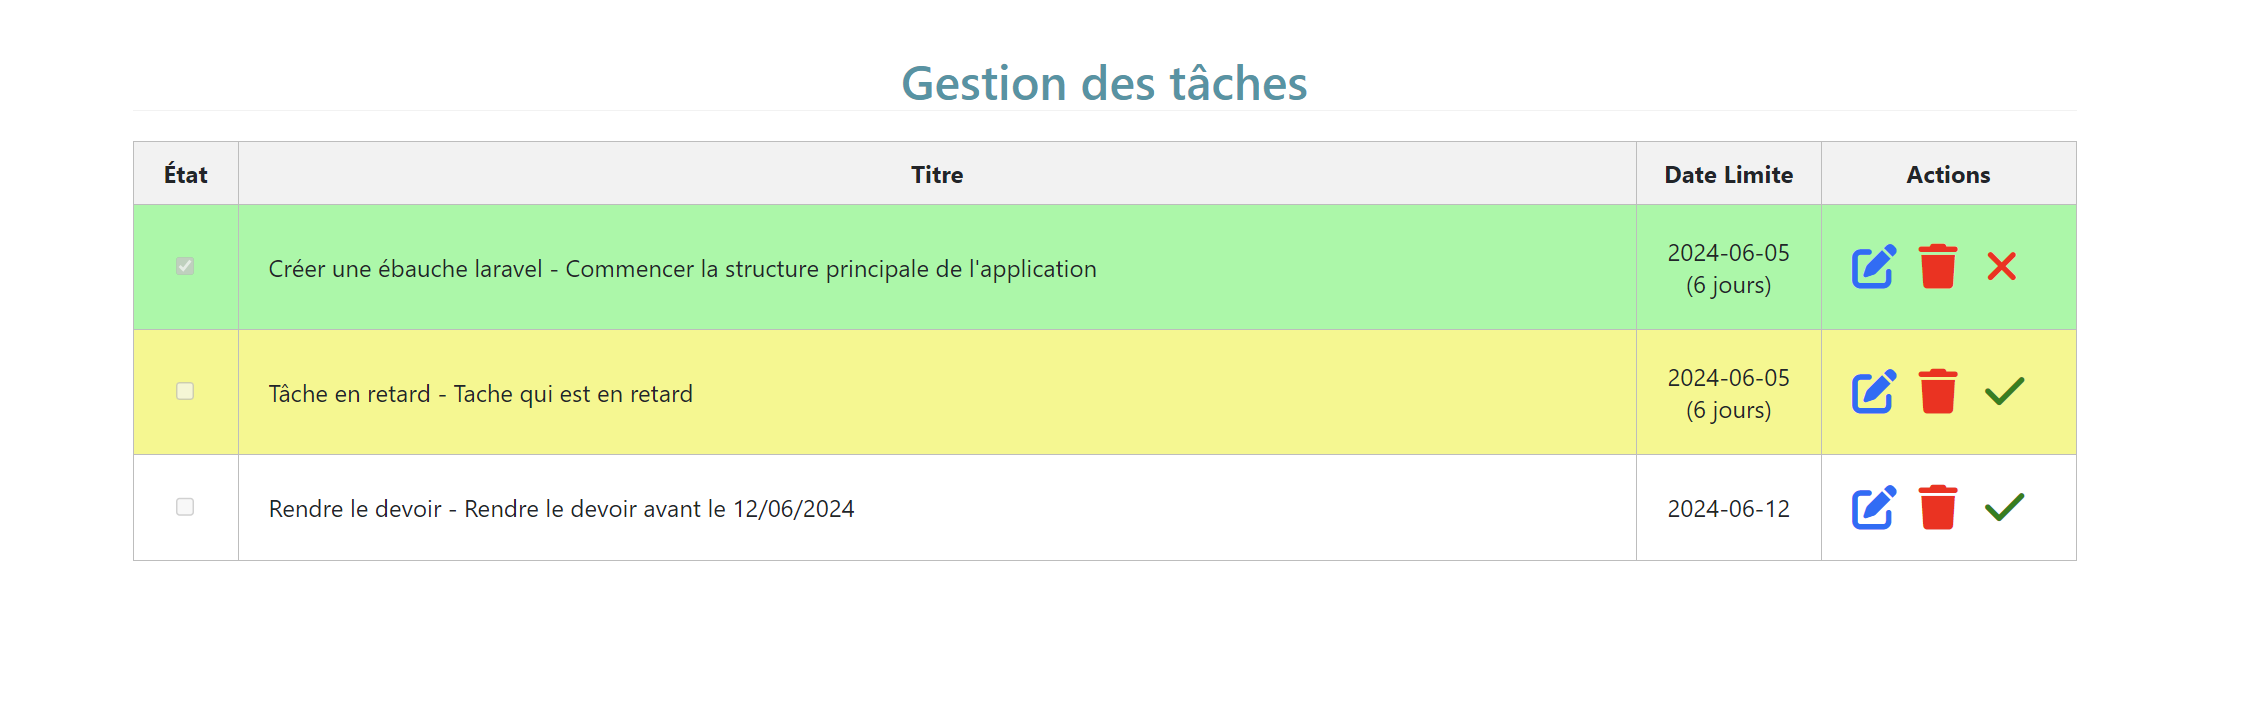 Gestion des tâches
État Titre Date Limite Actions
Créer une ébauche laravel - Commencer la structure principale de l'application 2024-06-05
(6 jours)
Tâche en retard - Tache qui est en retard 2024-06-05
(6 jours)
Rendre le devoir - Rendre le devoir avant le 12/06/2024 2024-06-12